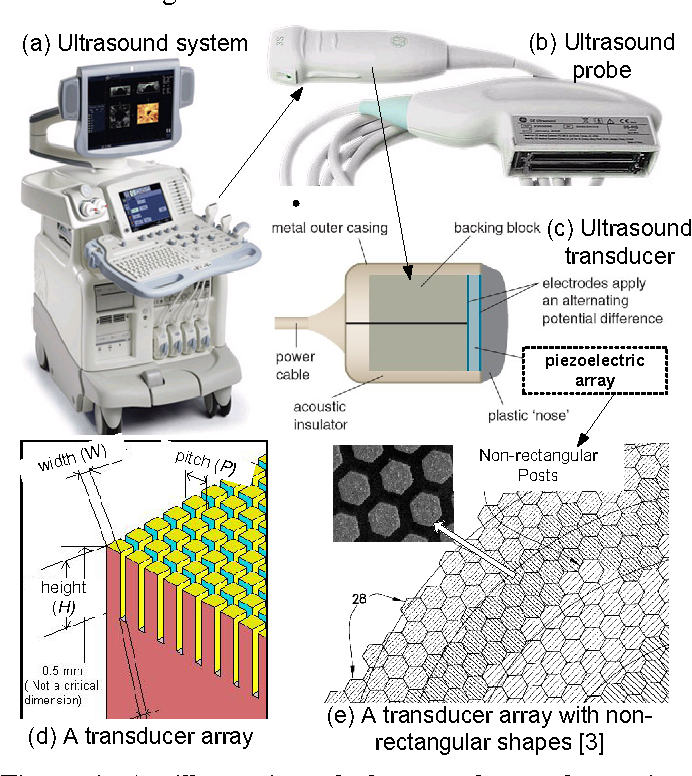 (a) Ultrasound system
3S
(b) Ultrasound
probe
(c) Ultrasound
transducer
metal outer casing
backing block
electrodes apply
an alternating
potential difference
power
cable
piezoelectric
array
acoustic
insulator
plastic ‘nose’
width (W)
pitch (P)
height
(H)
0.5 mm
( Not a critical
dimension)
(d) A transducer array
Non-rectangular
Posts
28
(e) A transducer array with non-
rectangular shapes [3]